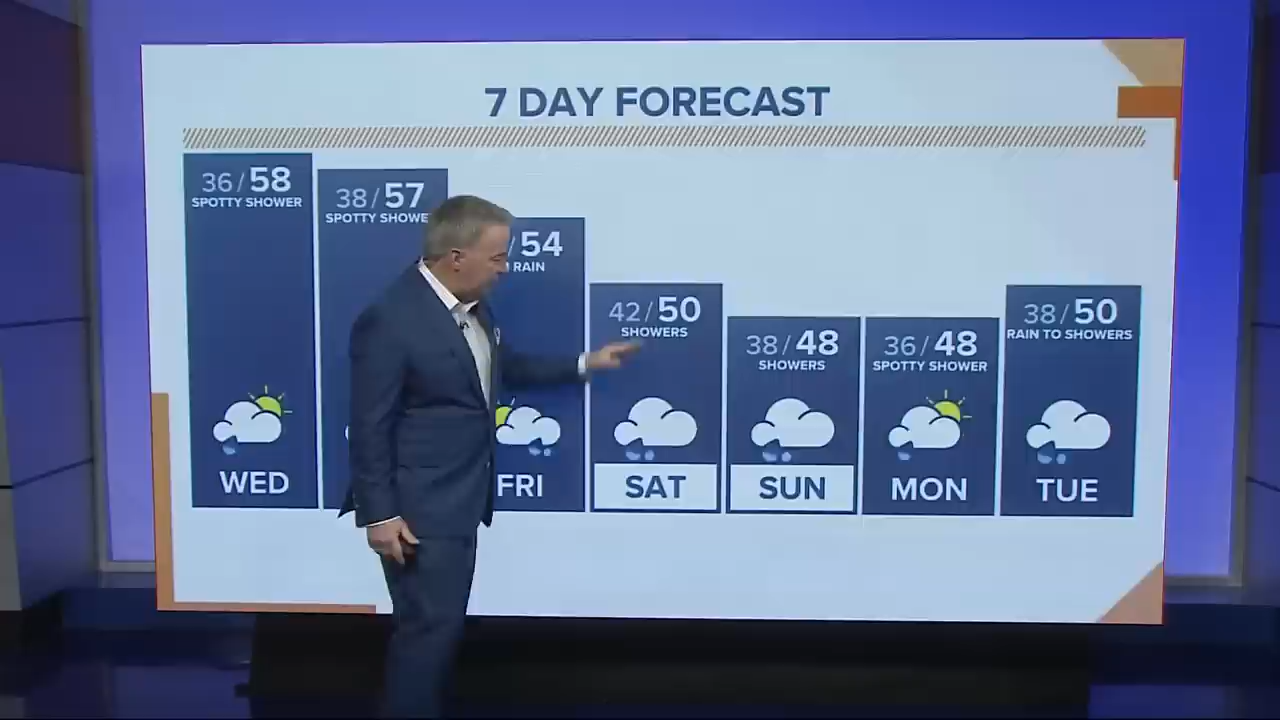 7 DAY FORECAST
36/58
SPOTTY SHOWER
WED
38/57
SPOTTY
/54
RAIN
FRI
42/50
SHOWERS
SAT
38/48
SHOWERS
SUN
36/48
SPOTTY SHOWER
MON
38/50
RAIN TO SHOWERS
TUE